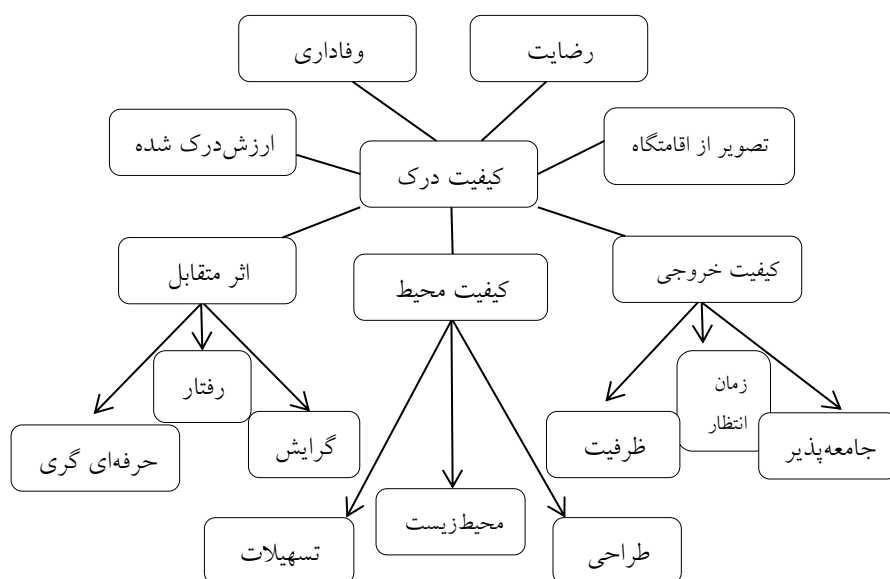 رضایت
وفاداری
تصویر از اقامتگاه
ارزش‌درک شده
کیفیت درک
کیفیت خروجی
کیفیت محیط
اثر متقابل
زمان
انتظار
رفتار
جامعه‌پذیر
ظرفیت
گرایش
حرفه‌ای گری
طراحی
محیط‌زیست
تسهیلات